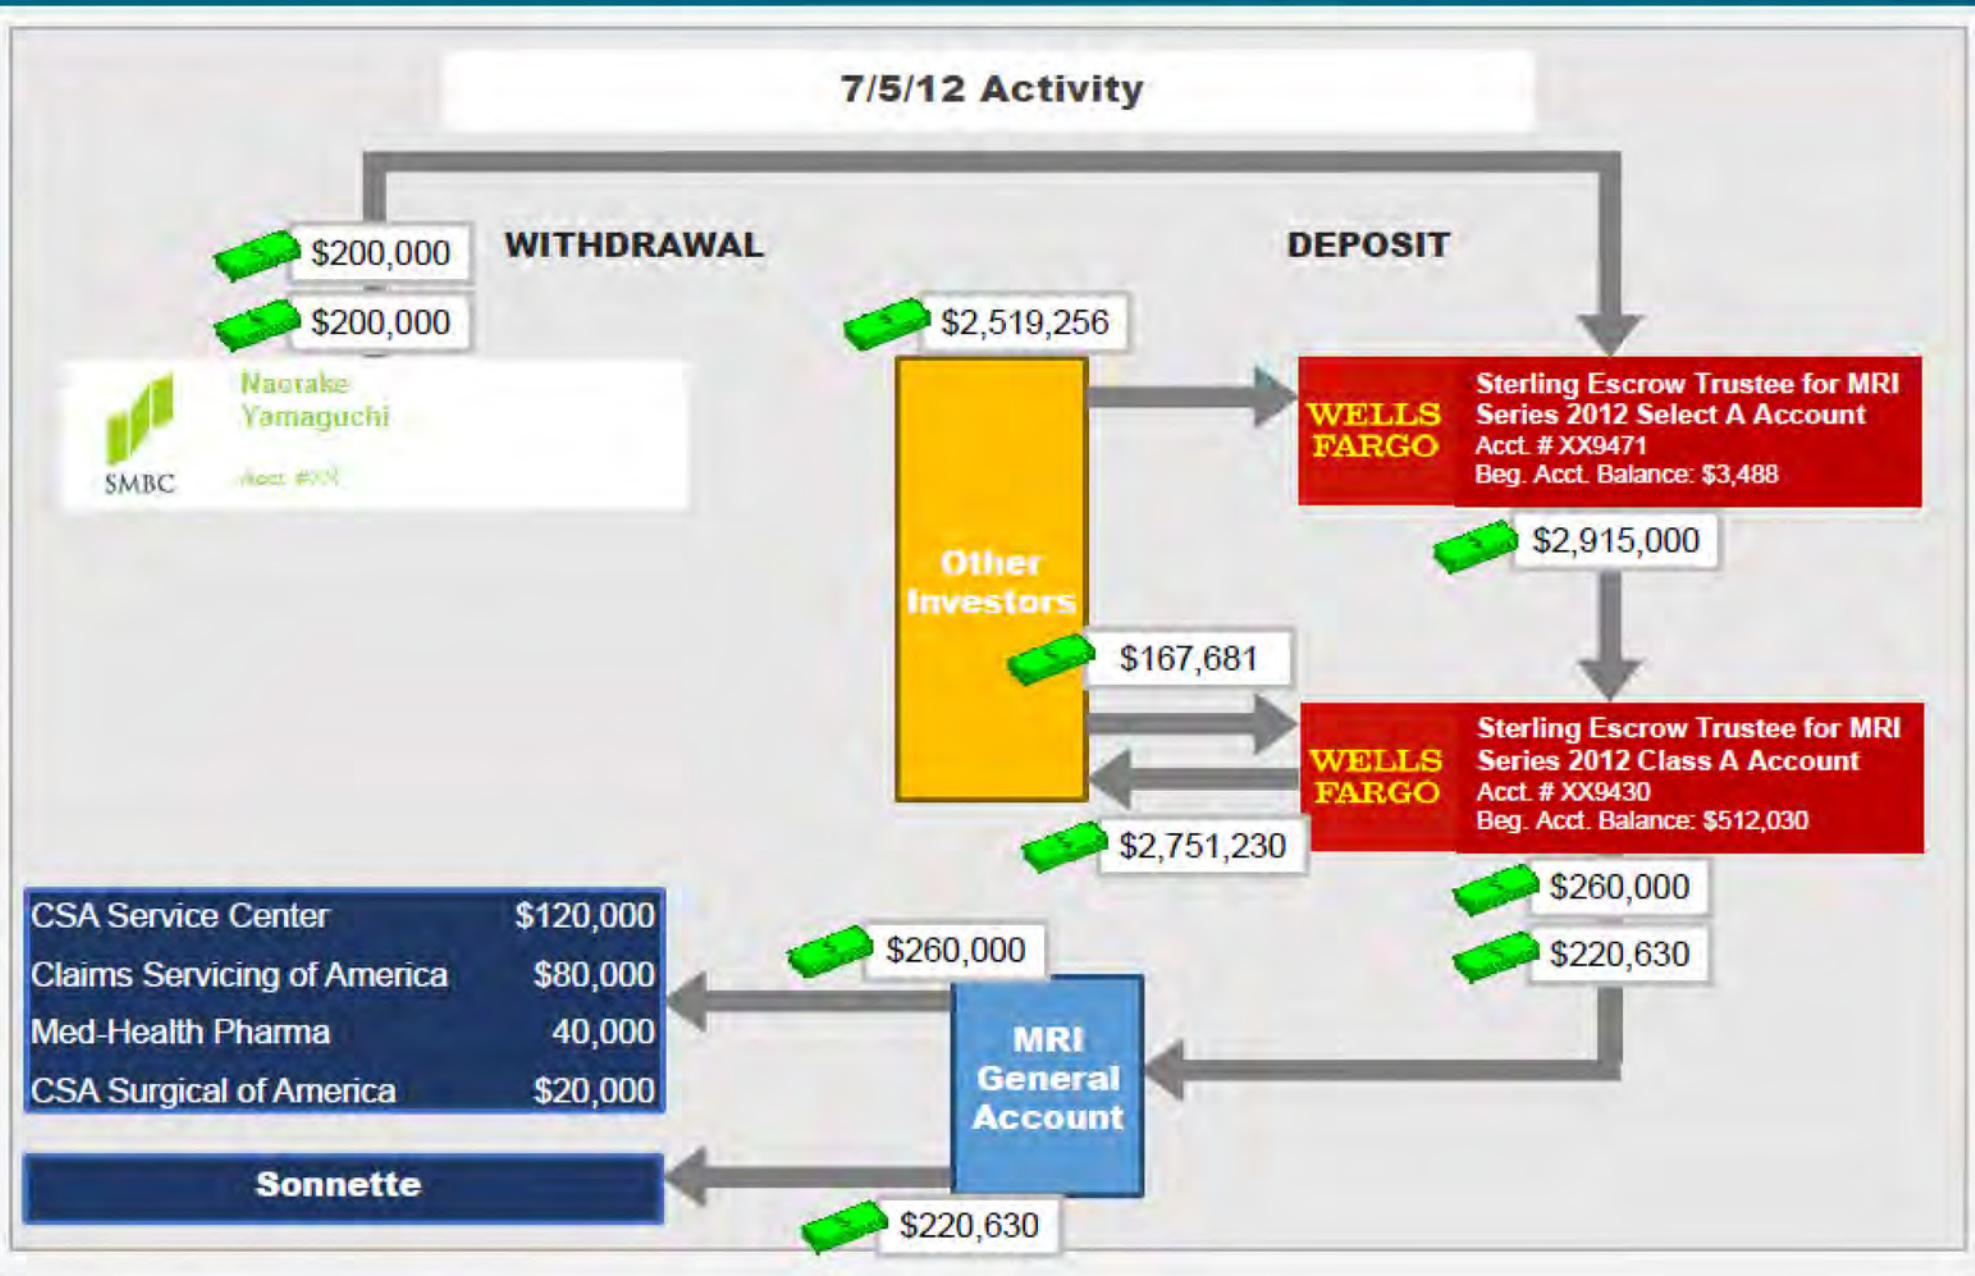 7/5/12 Activity
$200,000
WITHDRAWAL
DEPOSIT
$200,000
$2,519,256
SMBC
Naotake
Yamaguchi
Acct.
WELLS
FARGO
Sterling Escrow Trustee for MRI
Series 2012 Select A Account
Acct. # XX9471
Beg. Acct. Balance: $3,488
$2,915,000
Other
Investors
$167,681
WELLS
FARGO
Sterling Escrow Trustee for MRI
Series 2012 Class A Account
Acct. # XX9430
Beg. Acct. Balance: $512,030
$2,751,230
$260,000
$220,630
CSA Service Center $120,000
Claims Servicing of America $80,000
Med-Health Pharma 40,000
CSA Surgical of America $20,000
$260,000
MRI
General
Account
Sonnette
$220,630